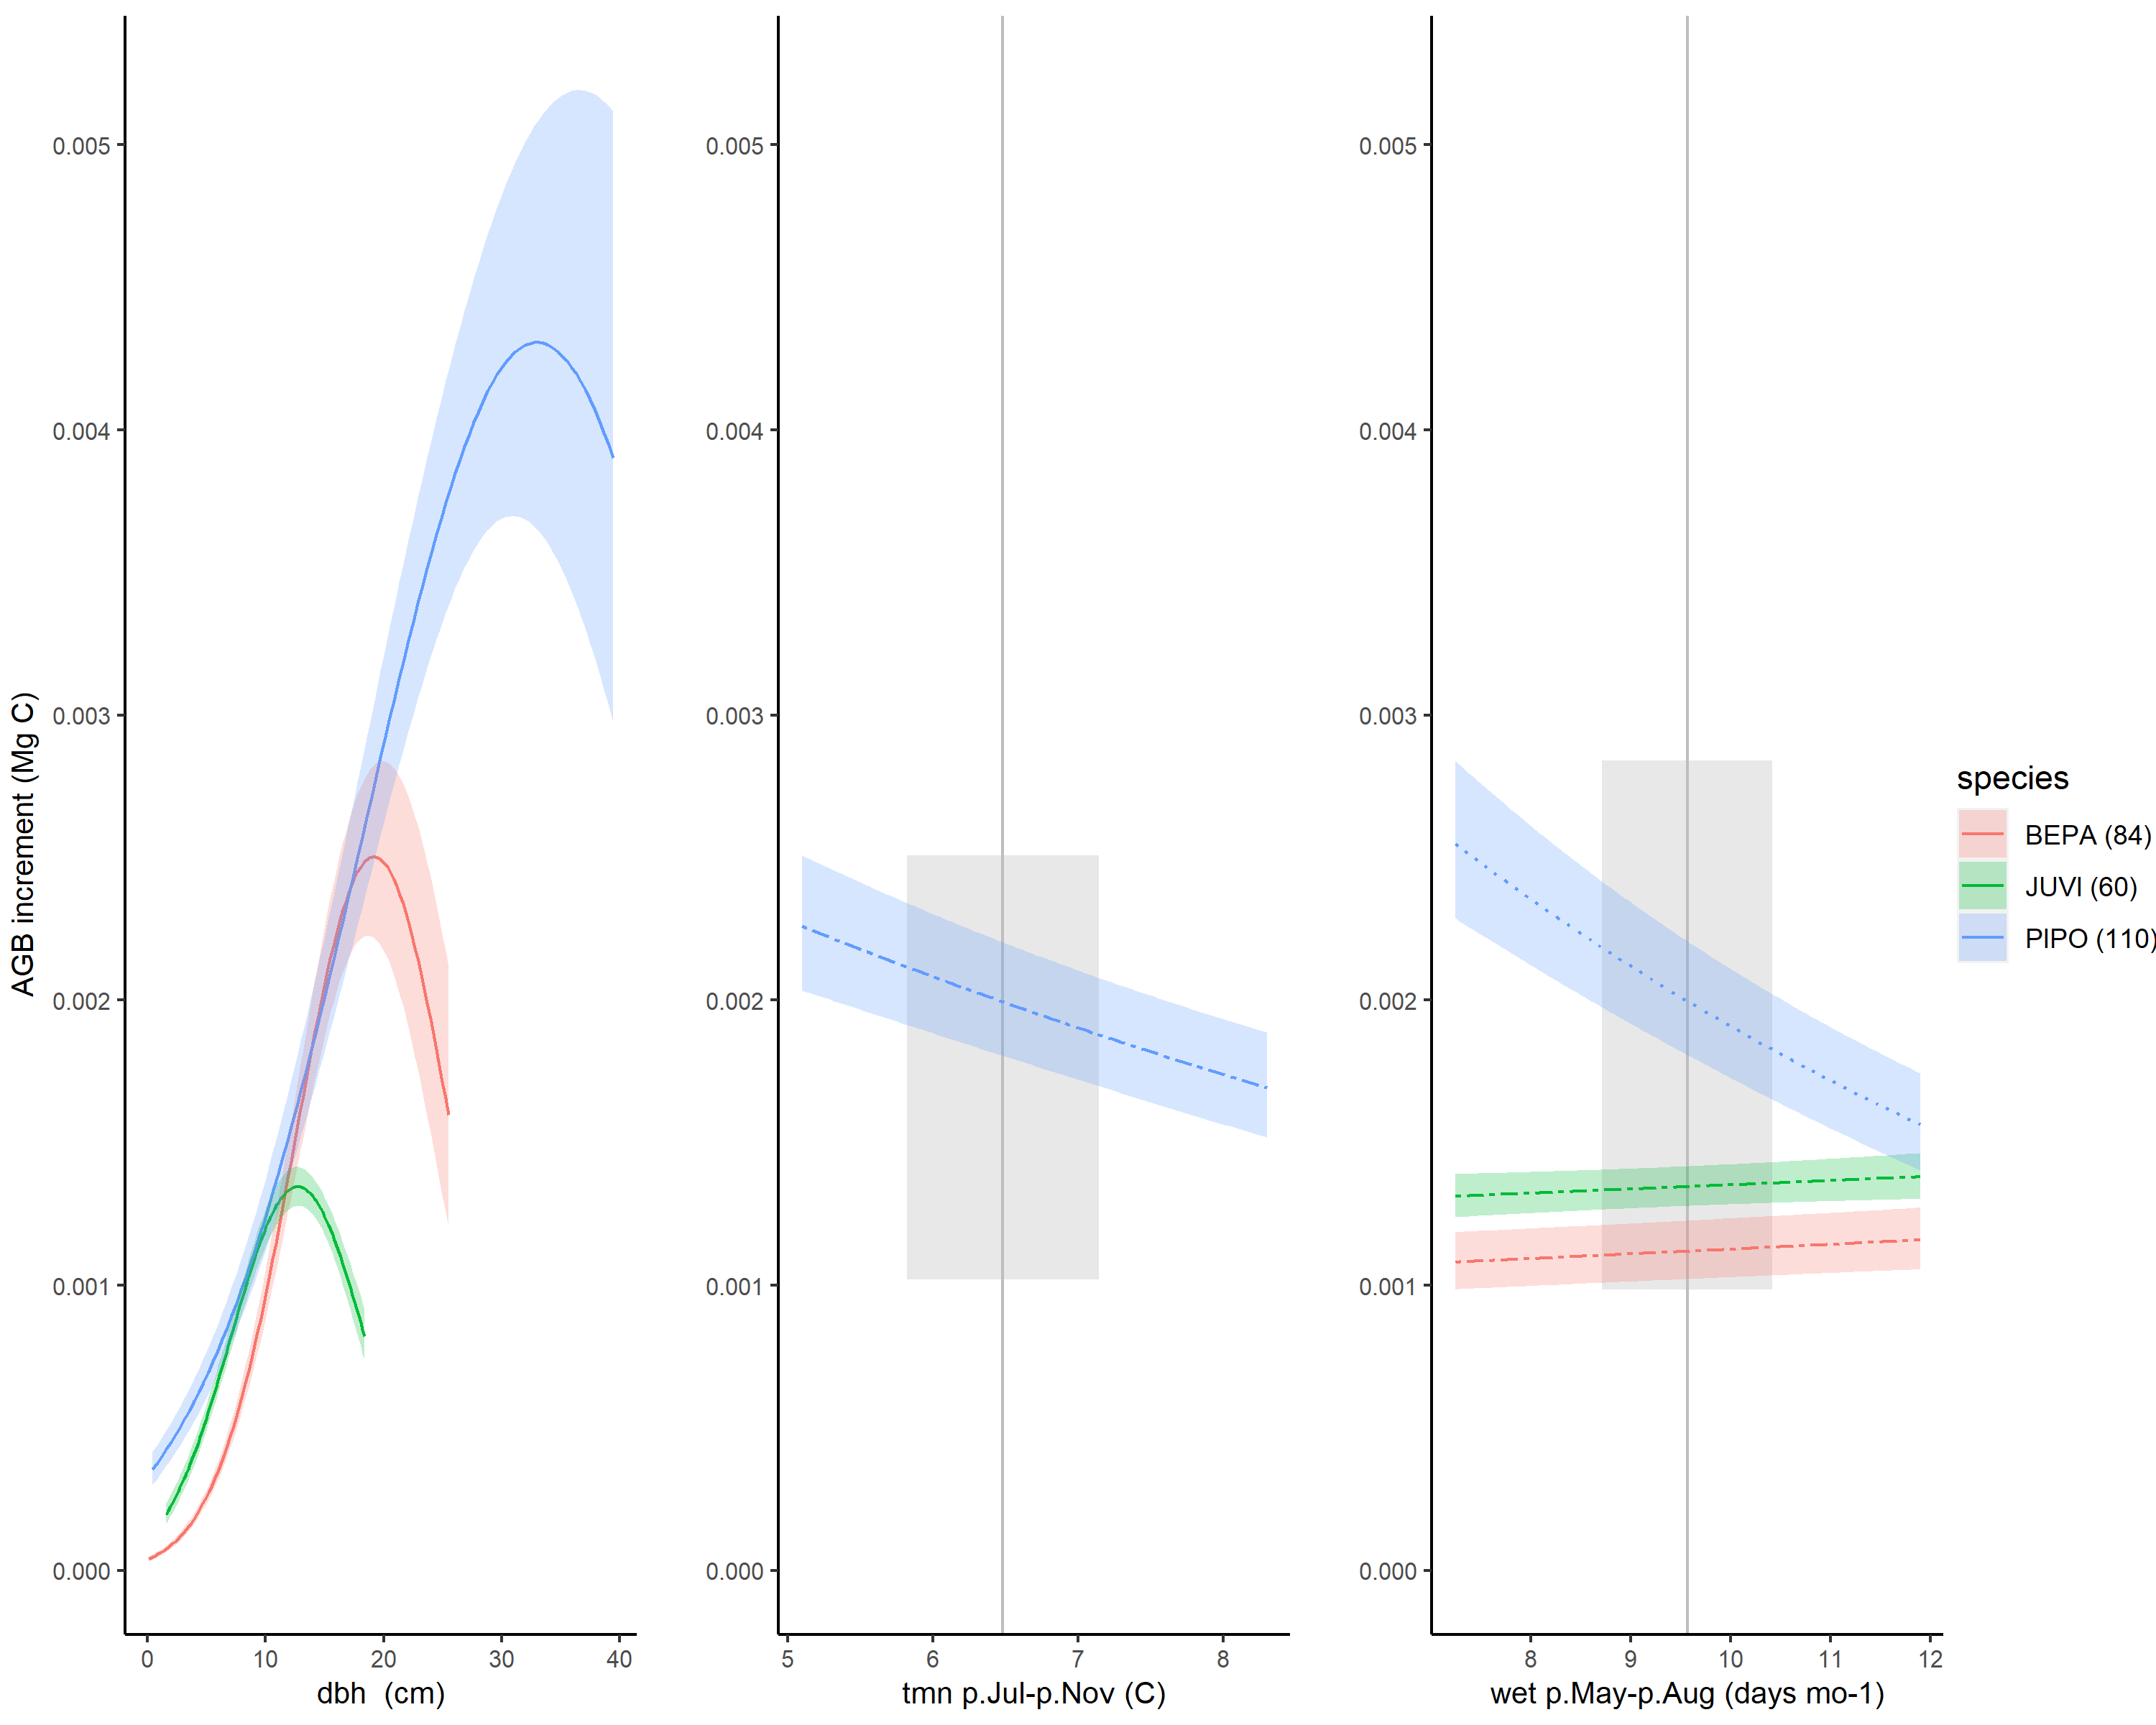 AGB increment (Mg C)
0.005
0.004
0.003
0.002
0.001
0.000
0 10 20 30 40
dbh (cm)
0.005
0.004
0.003
0.002
0.001
0.000
5 6 7 8
tmn p.Jul-p.Nov (C)
0.005
0.004
0.003
0.002
0.001
0.000
8 9 10 11 12
wet p.May-p.Aug (days mo-1)
species
BEPA (84)
JUVI (60)
PIPO (110)